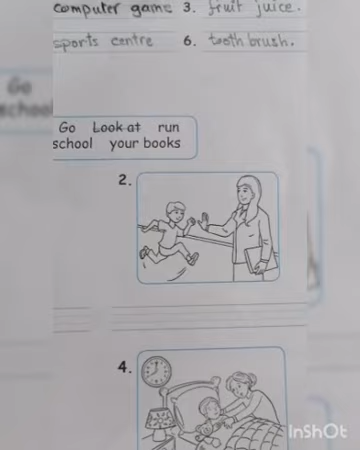 computer game 3. fruit juice.
sports centre 6. tooth brush.
Go Look at run
school your books
2.
4.
Go
school
InShOt